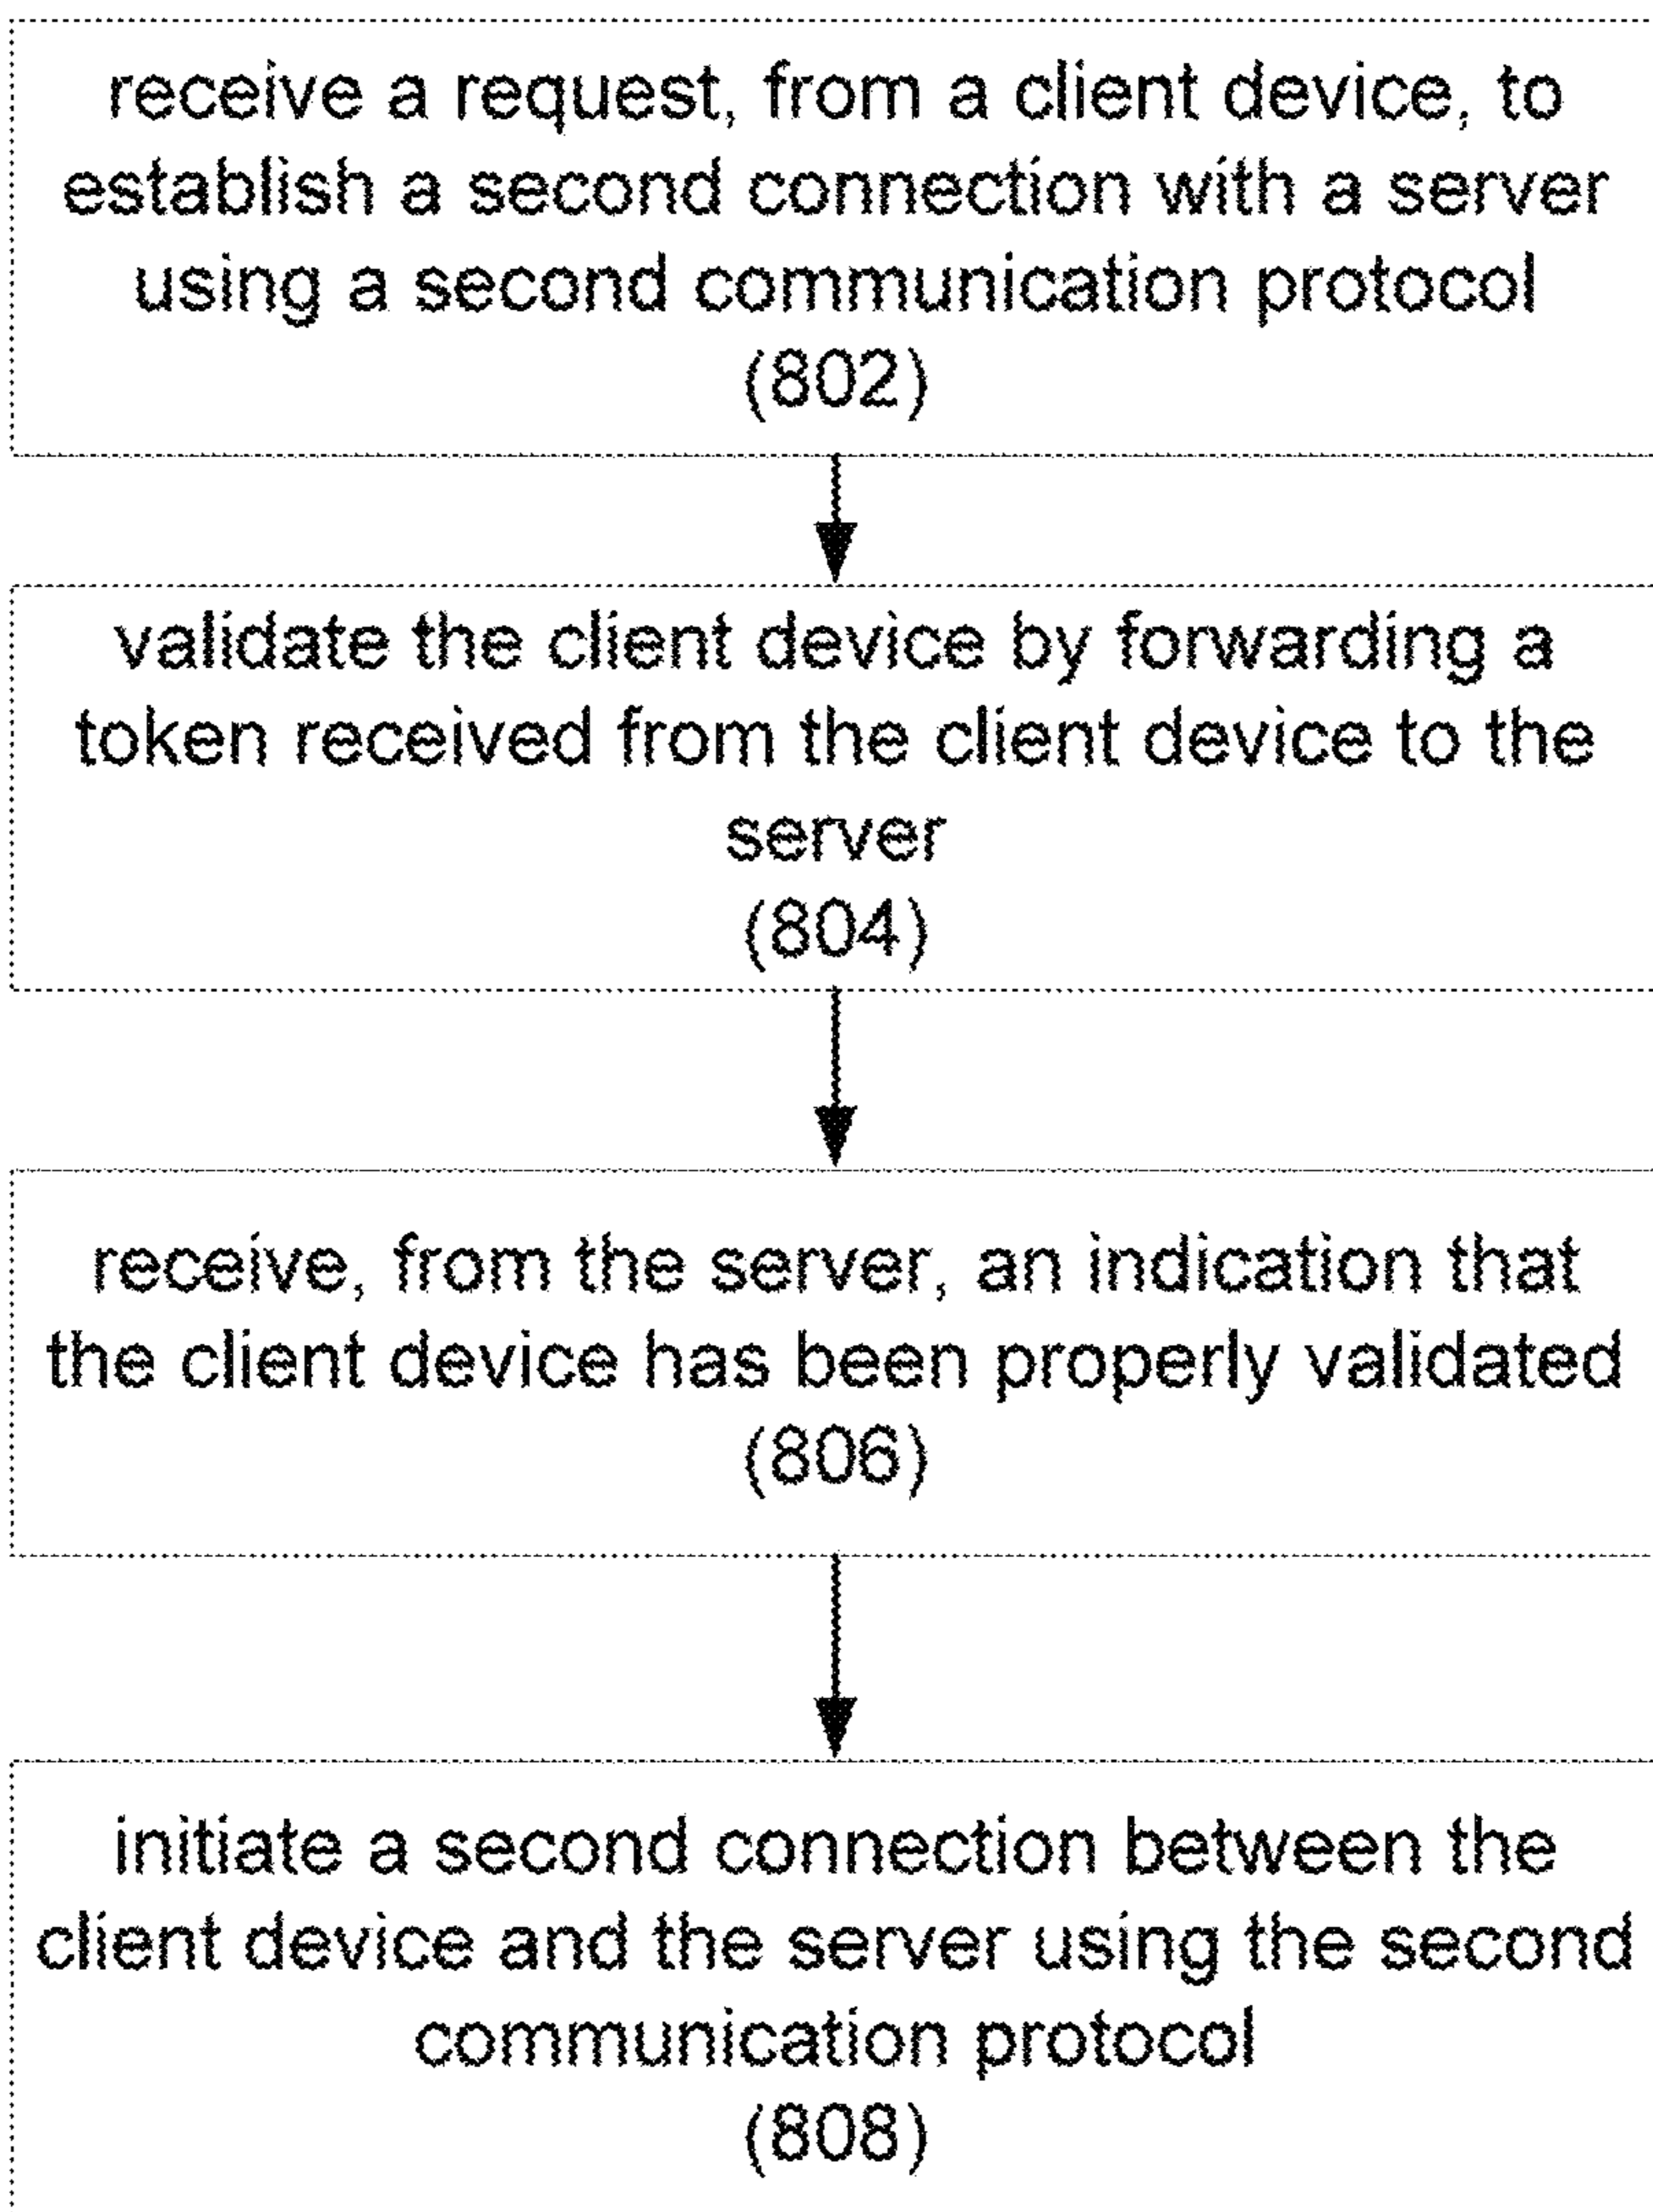 receive a request, from a client device, to
establish a second connection with a server
using a second communication protocol
(802)
validate the client device by forwarding a
token received from the client device to the
server
(804)
receive, from the server, an indication that
the client device has been properly validated
(806)
initiate a second connection between the
client device and the server using the second
communication protocol
(808)